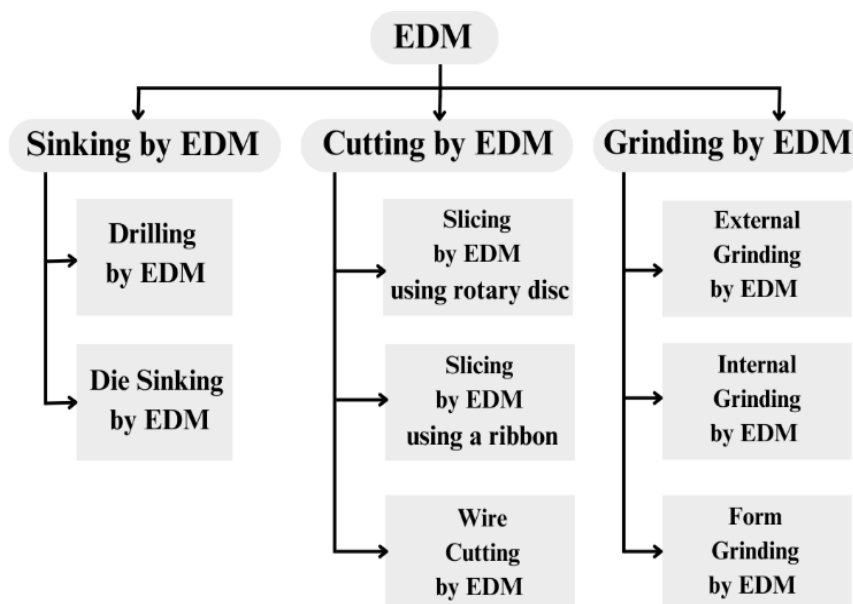 EDM
Sinking by EDM
Cutting by EDM
Grinding by EDM
Drilling
by EDM
Die Sinking
by EDM
Slicing
by EDM
using rotary disc
Slicing
by EDM
using a ribbon
Wire
Cutting
by EDM
External
Grinding
by EDM
Internal
Grinding
by EDM
Form
Grinding
by EDM